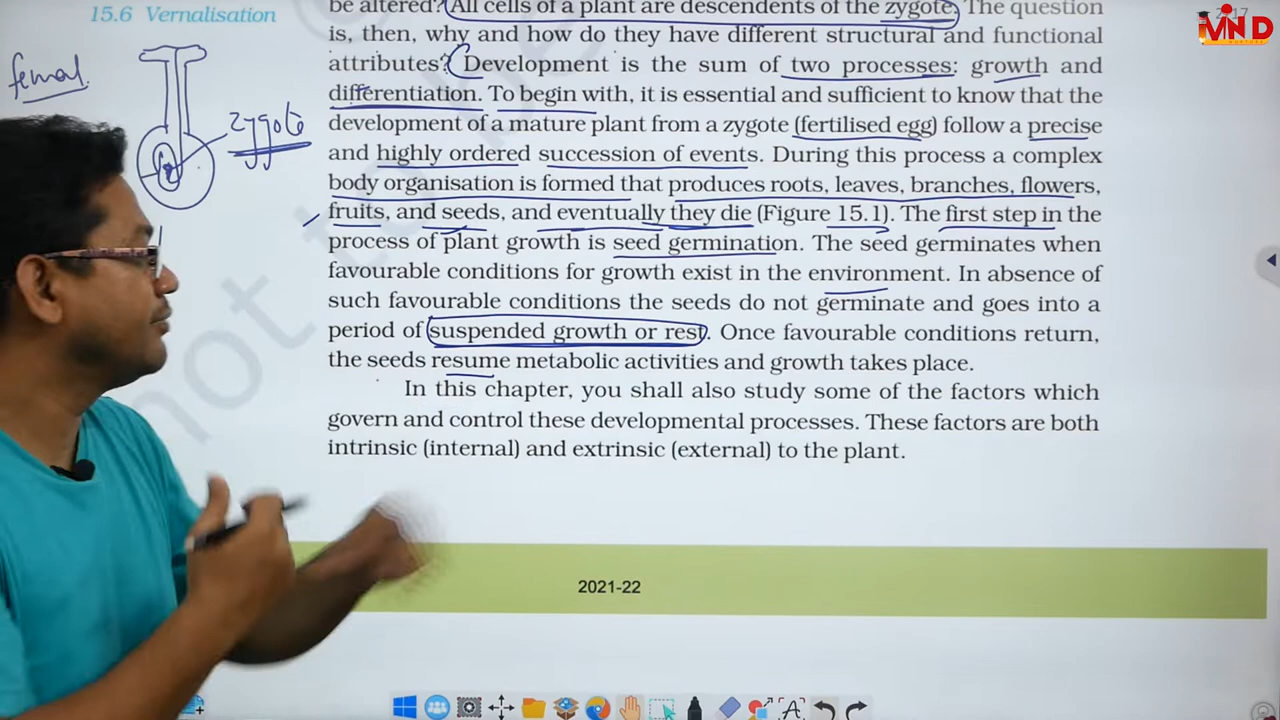 15.6 Vernalisation
be altered? All cells of a plant are descendents of the zygote. The question
is, then, why and how do they have different structural and functional
attributes? Development is the sum of two processes: growth and
differentiation. To begin with, it is essential and sufficient to know that the
development of a mature plant from a zygote (fertilised egg) follow a precise
and highly ordered succession of events. During this process a complex
body organisation is formed that produces roots, leaves, branches, flowers,
fruits, and seeds, and eventually they die (Figure 15.1). The first step in the
process of plant growth is seed germination. The seed germinates when
favourable conditions for growth exist in the environment. In absence of
such favourable conditions the seeds do not germinate and goes into a
period of suspended growth or rest. Once favourable conditions return,
the seeds resume metabolic activities and growth takes place.
In this chapter, you shall also study some of the factors which
govern and control these developmental processes. These factors are both
intrinsic (internal) and extrinsic (external) to the plant.
femal
zygote
not to
2021-22